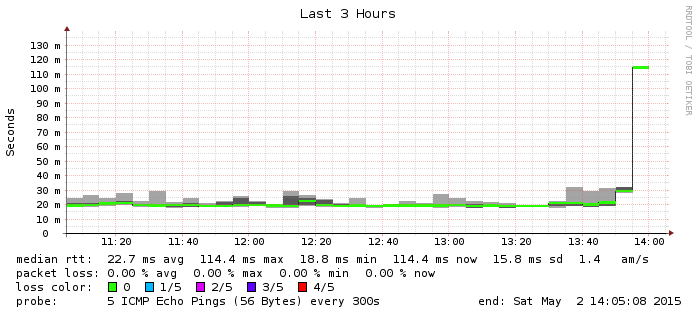 Last 3 Hours
RRDTOOL / TOBI OETIKER
Seconds
130 m
120 m
110 m
100 m
90 m
80 m
70 m
60 m
50 m
40 m
30 m
20 m
10 m
0
11:20 11:40 12:00 12:20 12:40 13:00 13:20 13:40 14:00
median rtt: 22.7 ms avg 114.4 ms max 18.8 ms min 114.4 ms now 15.8 ms sd 1.4 am/s
packet loss: 0.00 % avg 0.00 % max 0.00 % min 0.00 % now
loss color: 0 1/5 2/5 3/5 4/5
probe: 5 ICMP Echo Pings (56 Bytes) every 300s end: Sat May 2 14:05:08 2015